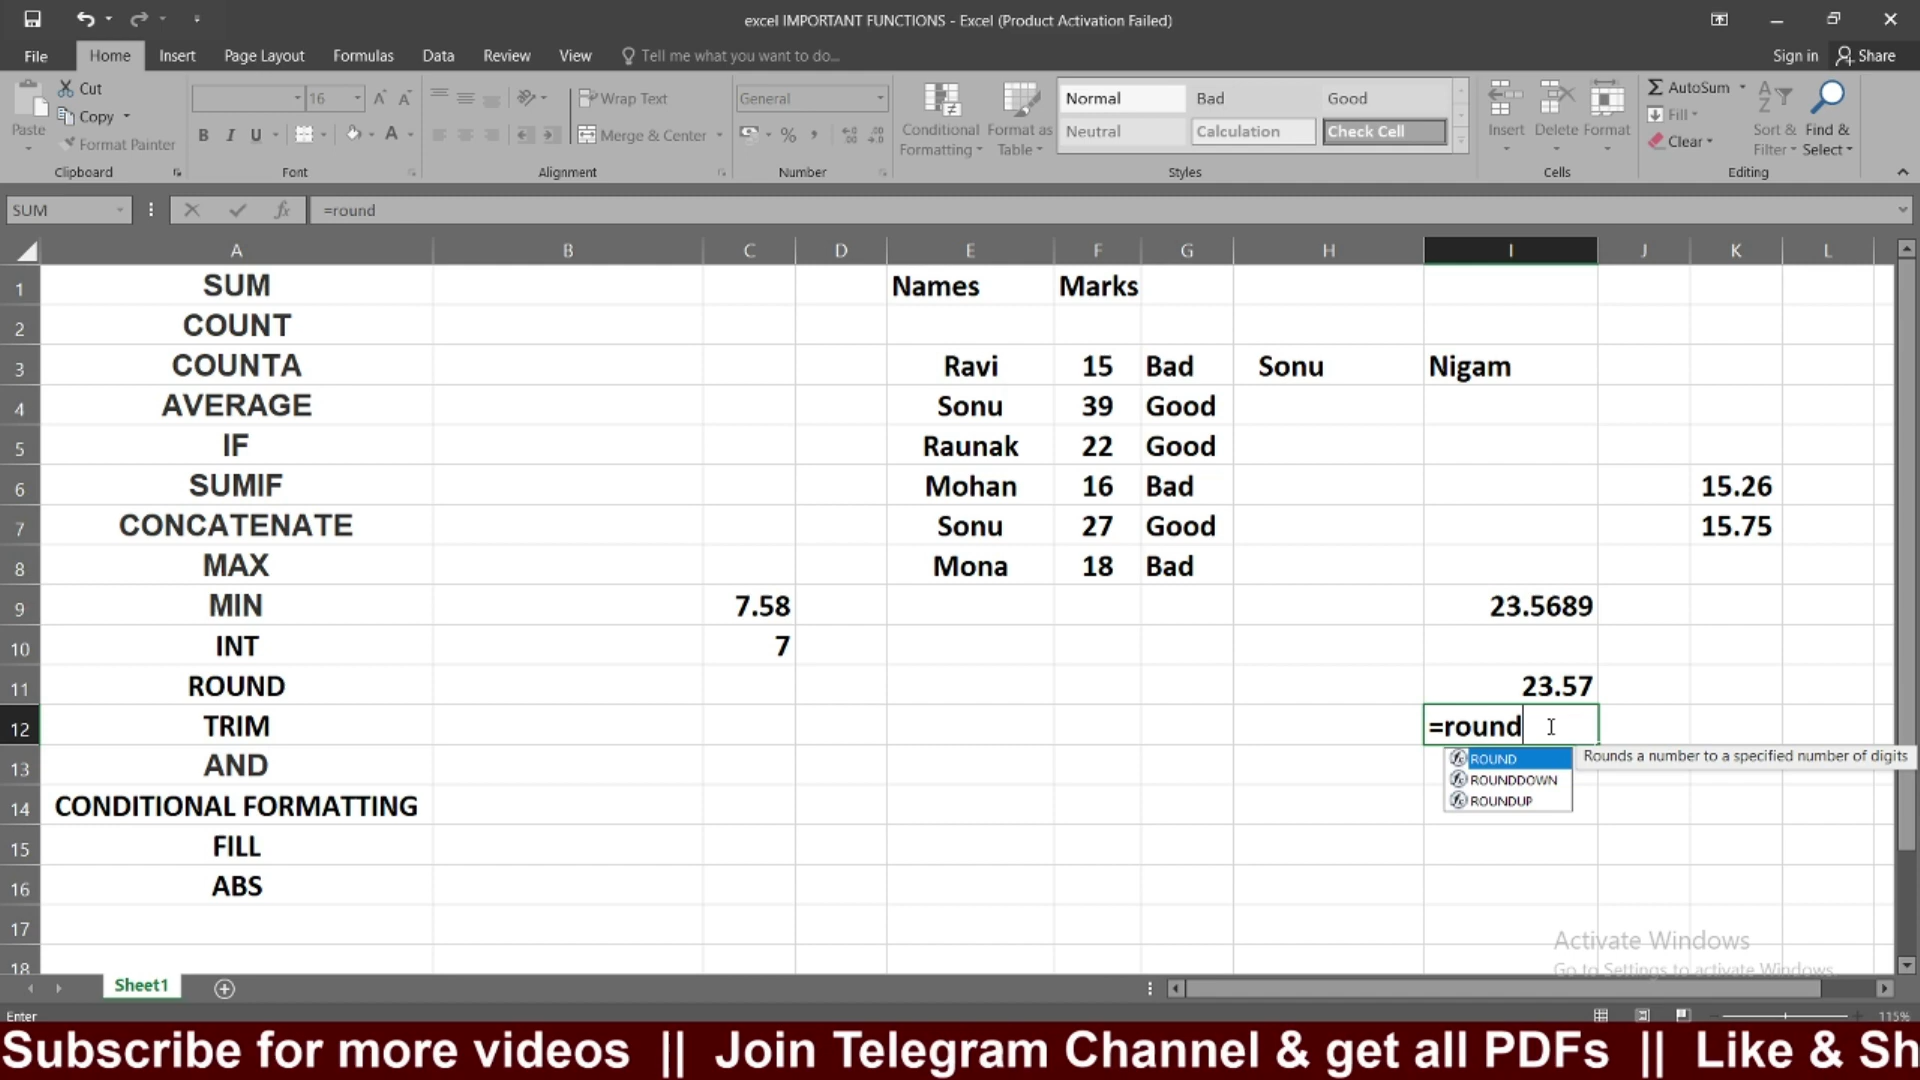 excel IMPORTANT FUNCTIONS - Excel (Product Activation Failed)
File Home Insert Page Layout Formulas Data Review View Tell me what you want to do... Sign in Share
Paste Cut Copy Format Painter
Clipboard
16
B I U A
Font
Wrap Text
Merge & Center
Alignment
General
%
Number
Conditional Formatting
Format as Table
Normal Bad Good
Neutral Calculation Check Cell
Styles
Insert Delete Format
Cells
AutoSum
Fill
Clear
Sort & Filter
Find & Select
Editing
SUM fx =round
A B C D E F G H I J K L
1 SUM Names Marks
2 COUNT
3 COUNTA Ravi 15 Bad Sonu Nigam
4 AVERAGE Sonu 39 Good
5 IF Raunak 22 Good
6 SUMIF Mohan 16 Bad 15.26
7 CONCATENATE Sonu 27 Good 15.75
8 MAX Mona 18 Bad
9 MIN 7.58 23.5689
10 INT 7
11 ROUND 23.57
12 TRIM =round
ROUND Rounds a number to a specified number of digits
ROUNDDOWN
ROUNDUP
13 AND
14 CONDITIONAL FORMATTING
15 FILL
16 ABS
17
18
Activate Windows
Go to Settings to activate Windows.
Sheet1
Enter 115%
Subscribe for more videos || Join Telegram Channel & get all PDFs || Like & Sh